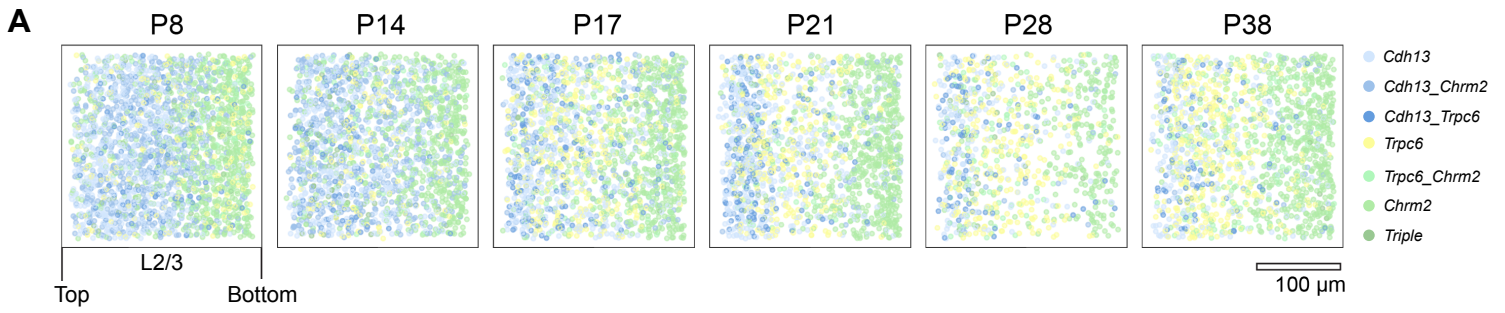 A
P8
P14
P17
P21
P28
P38
Cdh13
Cdh13_Chrm2
Cdh13_Trpc6
Trpc6
Trpc6_Chrm2
Chrm2
Triple
L2/3
Top
Bottom
100 µm